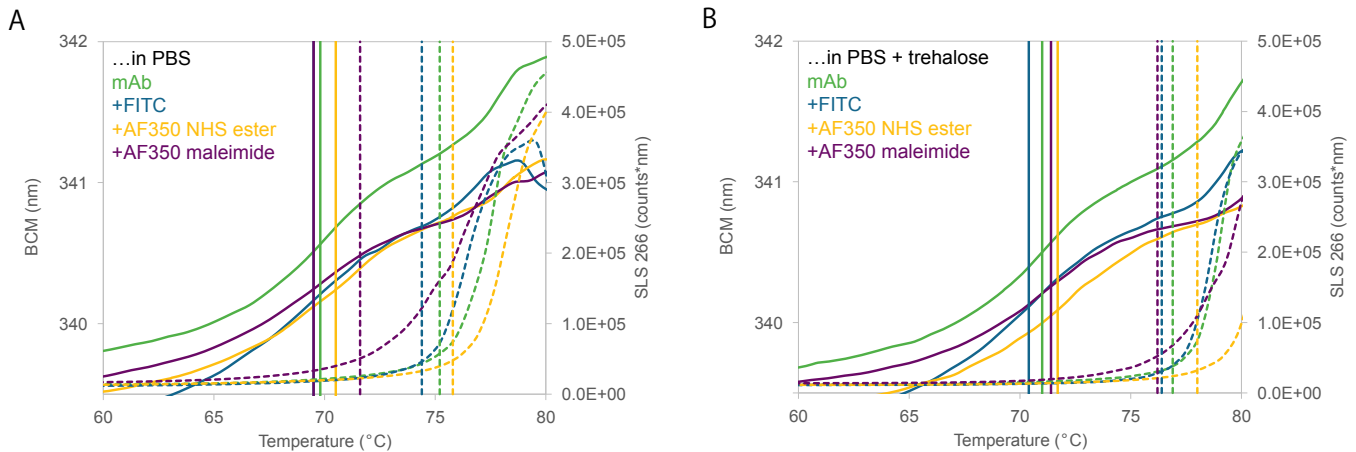 A
…in PBS
mAb
+FITC
+AF350 NHS ester
+AF350 maleimide
342
341
340
BCM (nm)
60
65
70
75
80
Temperature (°C)
5.0E+05
4.0E+05
3.0E+05
2.0E+05
1.0E+05
0.0E+00
SLS 266 (counts*nm)
B
…in PBS + trehalose
mAb
+FITC
+AF350 NHS ester
+AF350 maleimide
342
341
340
BCM (nm)
60
65
70
75
80
Temperature (°C)
5.0E+05
4.0E+05
3.0E+05
2.0E+05
1.0E+05
0.0E+00
SLS 266 (counts*nm)